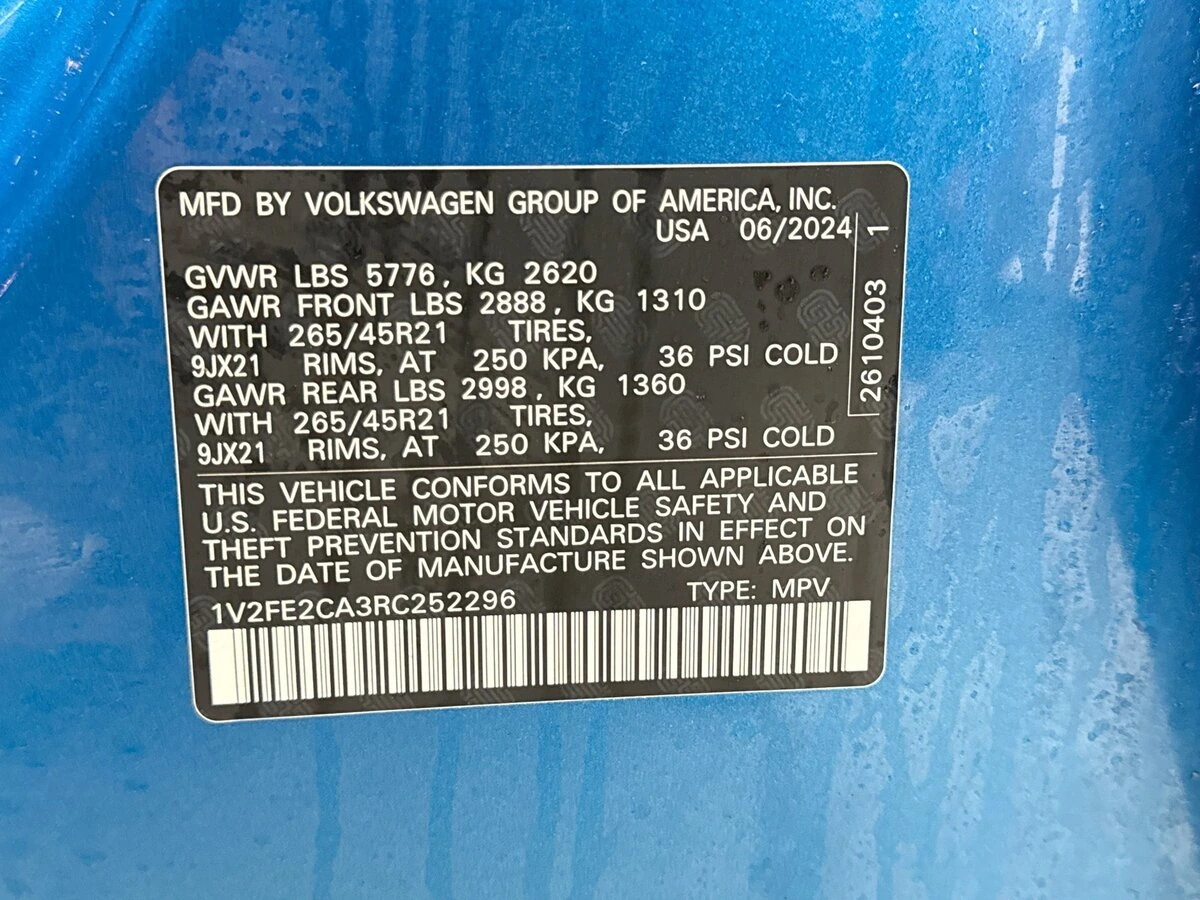 MFD BY VOLKSWAGEN GROUP OF AMERICA, INC.
USA 06/2024
GVWR LBS 5776, KG 2620
GAWR FRONT LBS 2888, KG 1310
WITH 265/45R21 TIRES,
9JX21 RIMS, AT 250 KPA, 36 PSI COLD
GAWR REAR LBS 2998, KG 1360
WITH 265/45R21 TIRES,
9JX21 RIMS, AT 250 KPA, 36 PSI COLD
2610403 1
THIS VEHICLE CONFORMS TO ALL APPLICABLE
U.S. FEDERAL MOTOR VEHICLE SAFETY AND
THEFT PREVENTION STANDARDS IN EFFECT ON
THE DATE OF MANUFACTURE SHOWN ABOVE.
1V2FE2CA3RC252296 TYPE: MPV